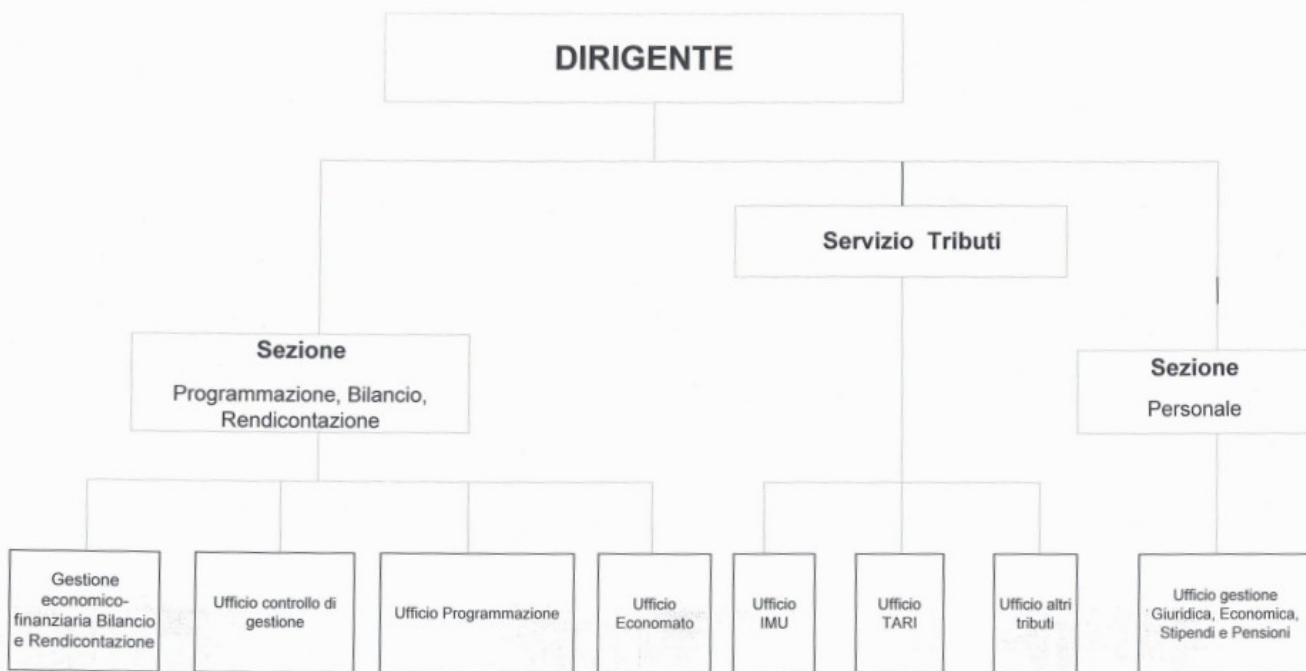 DIRIGENTE
Servizio Tributi
Sezione
Programmazione, Bilancio,
Rendicontazione
Sezione
Personale
Gestione
economico-
finanziaria Bilancio
e Rendicontazione
Ufficio controllo di
gestione
Ufficio Programmazione
Ufficio
Economato
Ufficio
IMU
Ufficio
TARI
Ufficio altri
tributi
Ufficio gestione
Giuridica, Economica,
Stipendi e Pensioni